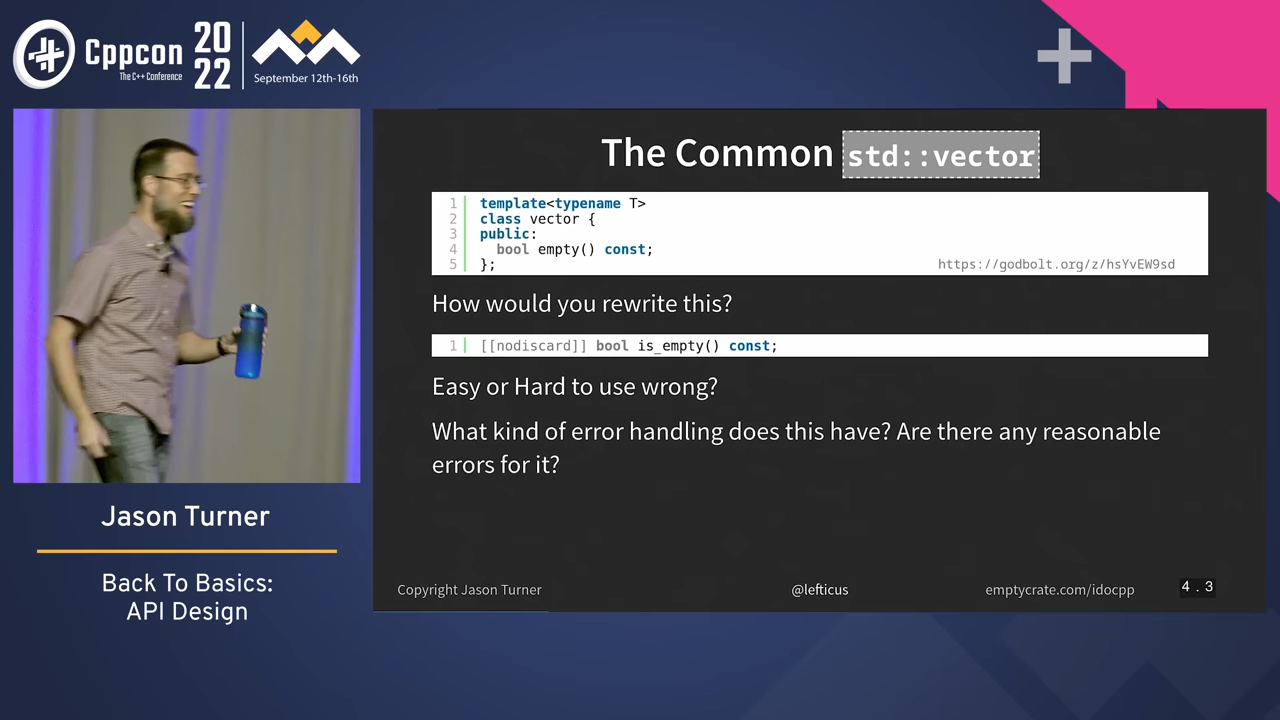 Cppcon
The C++ Conference
20
22
September 12th-16th
The Common std::vector
1 template<typename T>
2 class vector {
3 public:
4 bool empty() const;
5 };
https://godbolt.org/z/hsYvEW9sd
How would you rewrite this?
1 [[nodiscard]] bool is_empty() const;
Easy or Hard to use wrong?
What kind of error handling does this have? Are there any reasonable
errors for it?
Jason Turner
Back To Basics:
API Design
Copyright Jason Turner
@lefticus
emptycrate.com/idocpp
4 . 3